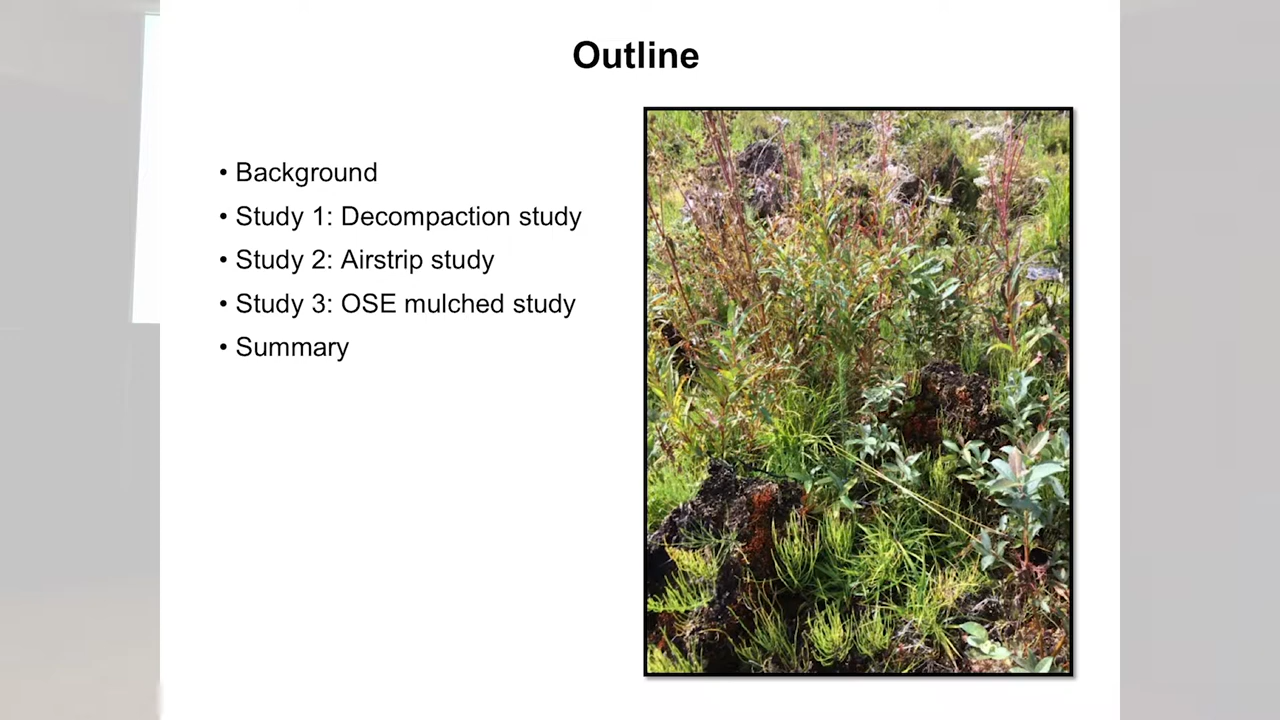 Outline
• Background
• Study 1: Decompaction study
• Study 2: Airstrip study
• Study 3: OSE mulched study
• Summary